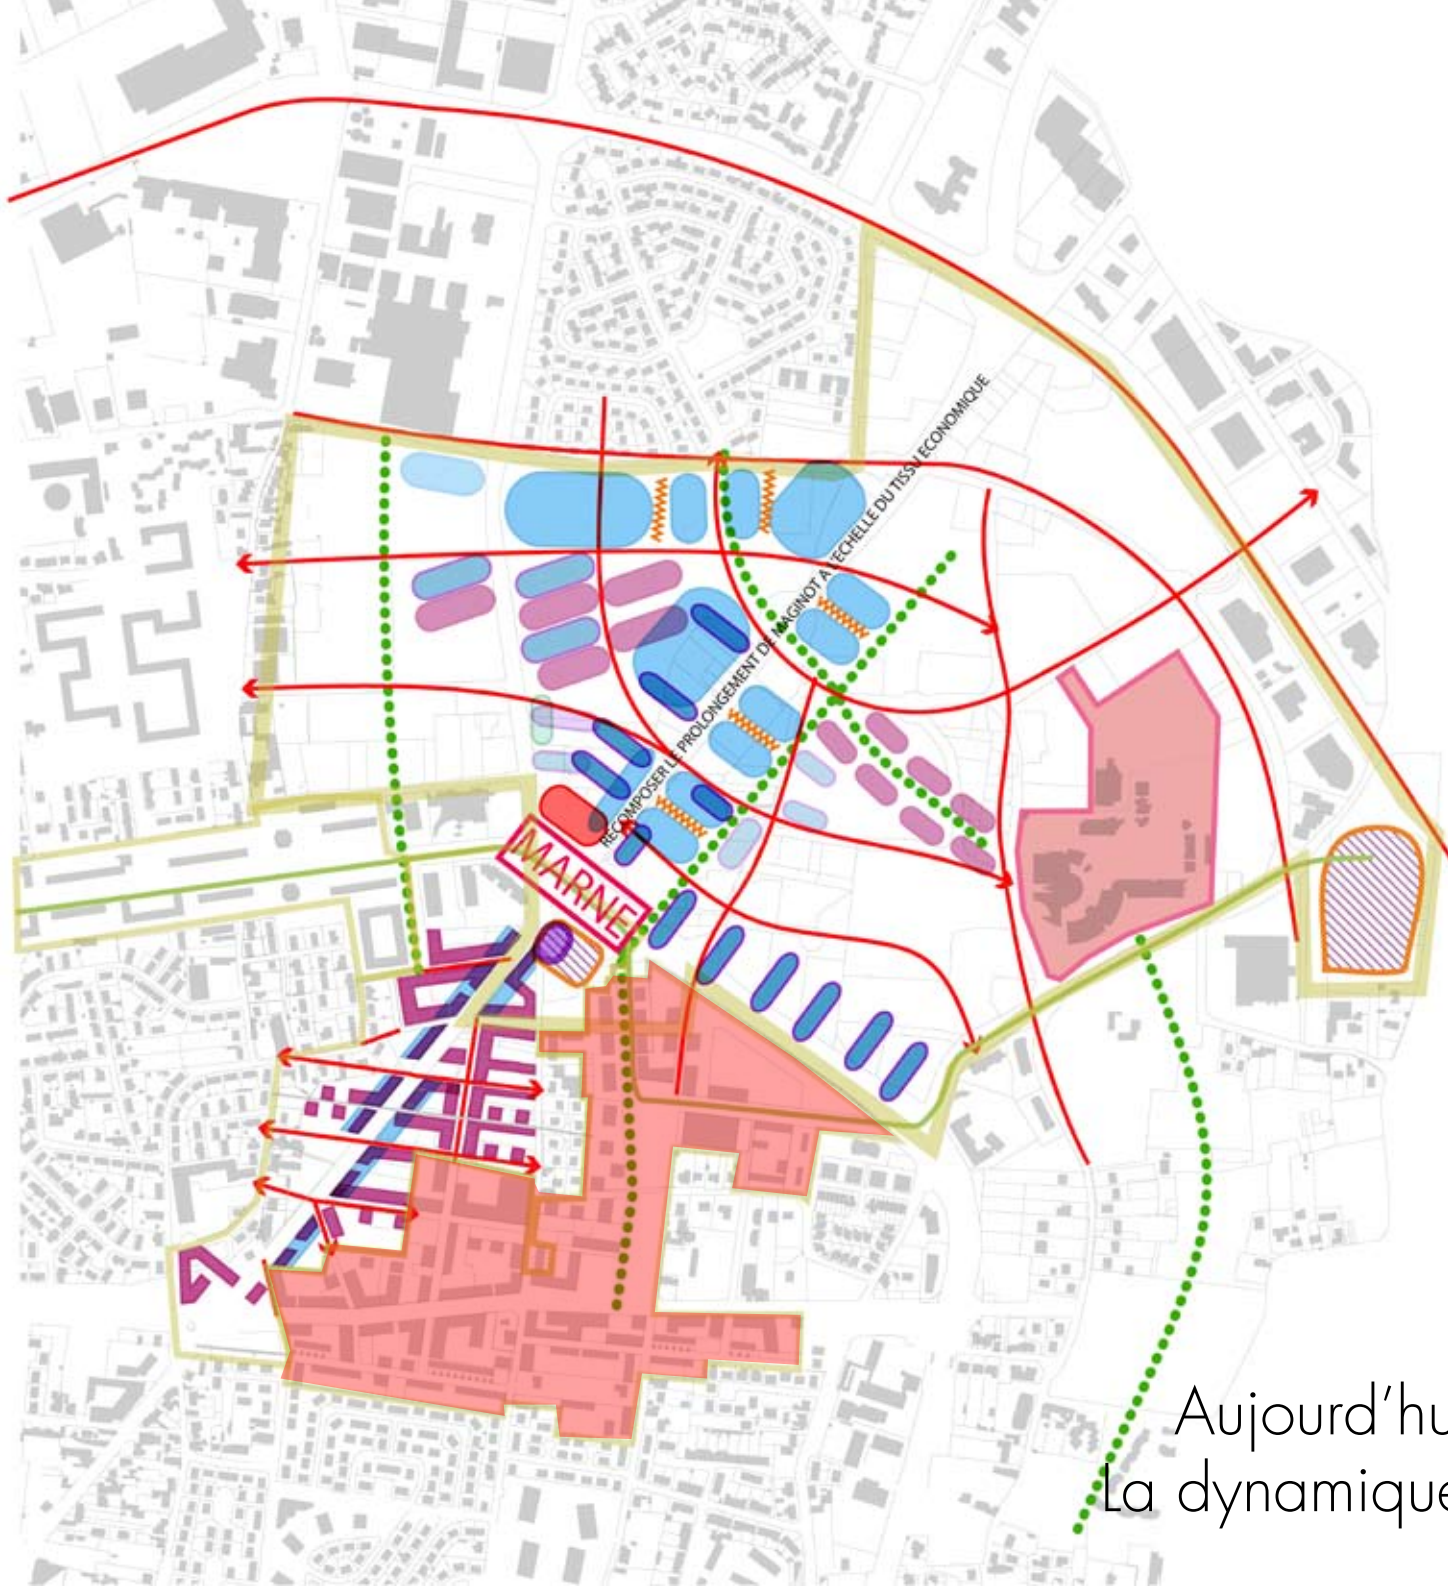 RECOMPOSER LE PROLONGEMENT DE MAGINOT A L'ECHELLE DU TISSU ECONOMIQUE
MARNE
Aujourd'hu
La dynamique